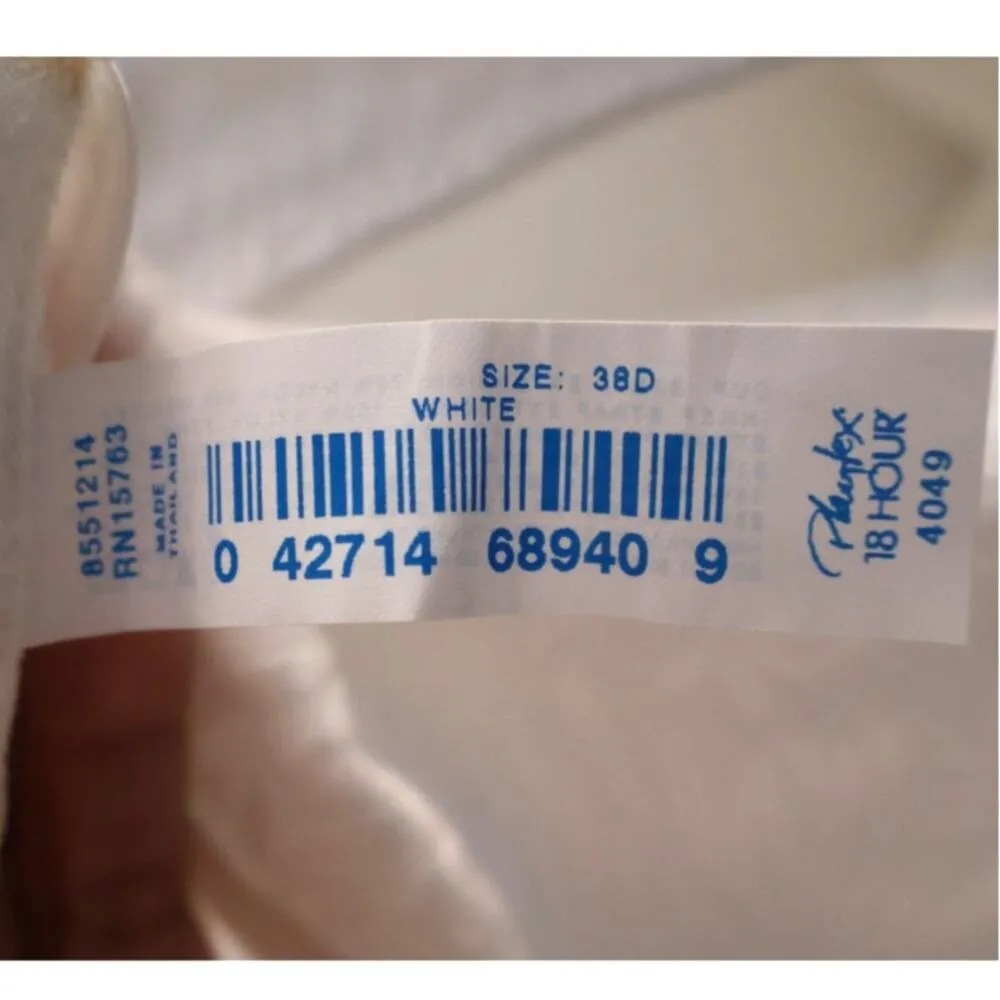 8551214
RN15763
MADE IN
THAILAND
SIZE: 38D
WHITE
0 42714 68940 9
Playtex
18 HOUR
4049